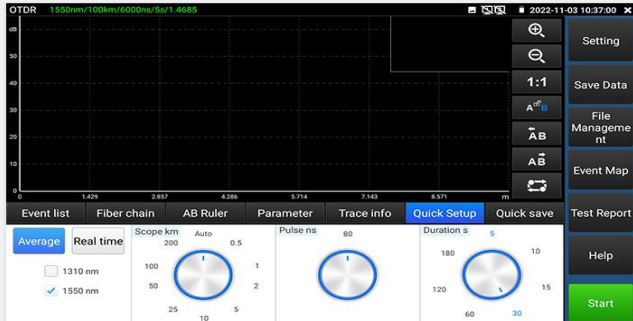 OTDR 1550nm/100km/6000ns/5s/1.4685 2022-11-03 10:37:00
dB
50
40
30
20
10
0
0 1.429 2.857 4.286 5.714 7.143 8.571 m
1:1
A B
AB
AB
Setting
Save Data
File
Manageme
nt
Event Map
Test Report
Help
Start
Event list Fiber chain AB Ruler Parameter Trace info Quick Setup Quick save
Average Real time
1310 nm
1550 nm
Scope km
Auto
0.5
1
2
5
10
25
50
100
200
Pulse ns
80
Duration s
5
10
15
30
60
120
180